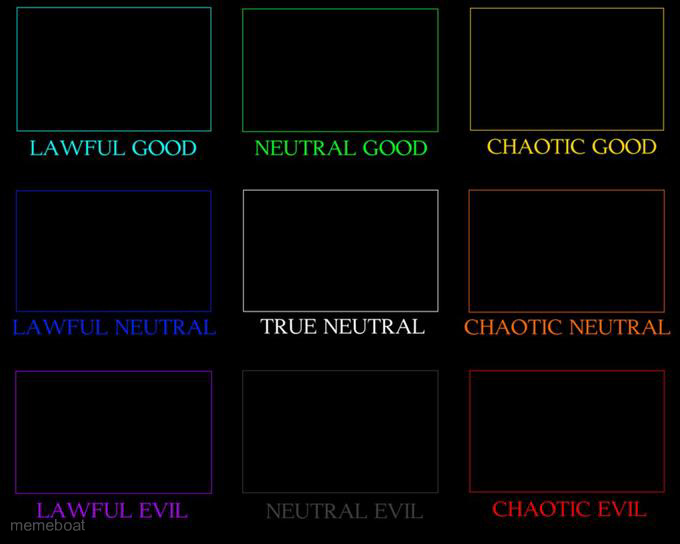 LAWFUL GOOD
NEUTRAL GOOD
CHAOTIC GOOD
LAWFUL NEUTRAL
TRUE NEUTRAL
CHAOTIC NEUTRAL
LAWFUL EVIL
NEUTRAL EVIL
CHAOTIC EVIL
memeboat